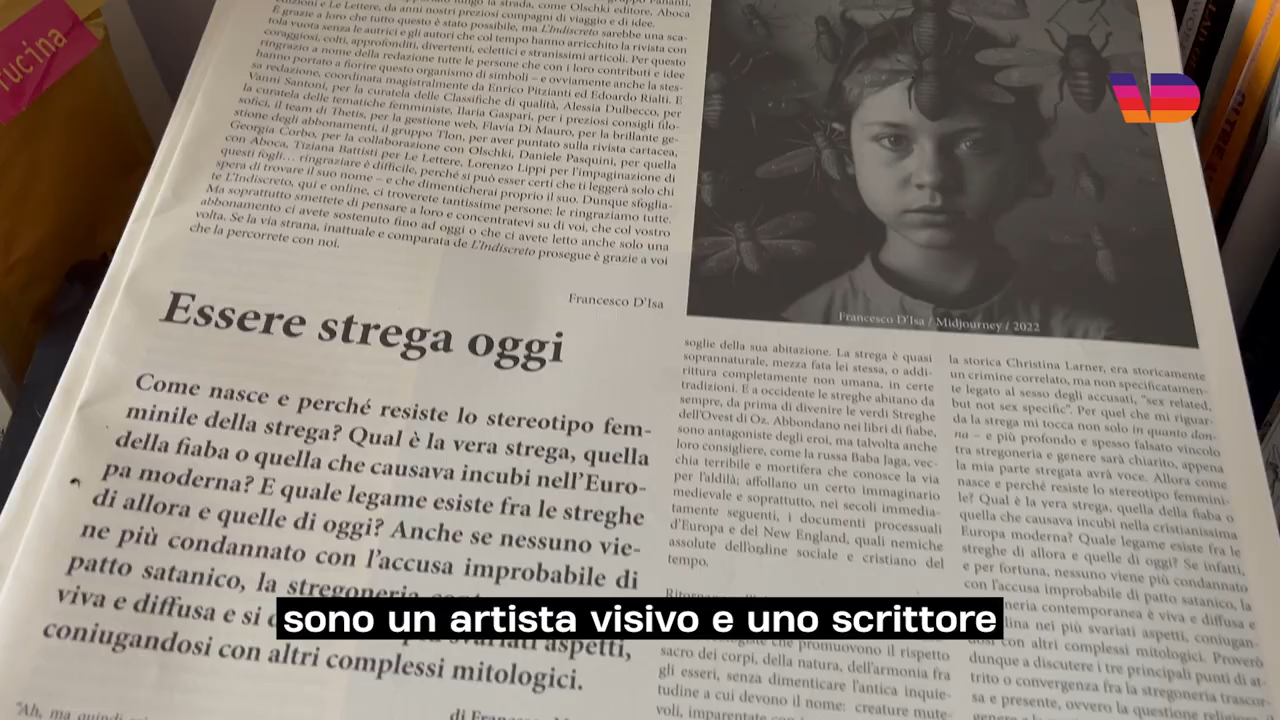 fucina
edizioni e Le Lettere, da anni nostri preziosi compagni di viaggio e di idee.
È grazie a loro che tutto questo è stato possibile, ma L'Indiscreto sarebbe una sca-
tola vuota senza le autrici e gli autori che col tempo hanno arricchito la rivista con
coraggiosi, colti, approfonditi, divertenti, eclettici e stranissimi articoli. Per questo
ringrazio a nome della redazione tutte le persone che con i loro contributi e idee
hanno portato a fiorire questo organismo di simboli – e ovviamente anche la stes-
sa redazione, coordinata magistralmente da Enrico Pitzianti ed Edoardo Rialti. E
Vanni Santoni, per la curatela delle Classifiche di qualità, Alessia Dulbecco, per
la curatela delle tematiche femministe, Ilaria Gaspari, per i preziosi consigli filo-
sofici, il team di Thetis, per la gestione web, Flavia Di Mauro, per la brillante ge-
stione degli abbonamenti, il gruppo Tlon, per aver puntato sulla rivista cartacea,
Georgia Corbo, per la collaborazione con Olschki, Daniele Pasquini, per quella
con Aboca, Tiziana Battisti per Le Lettere, Lorenzo Lippi per l'impaginazione di
questi fogli… ringraziare è difficile, perché si può esser certi che ti leggerà solo chi
spera di trovare il suo nome – e che dimenticherai proprio il suo. Dunque sfoglia-
te L'Indiscreto, qui e online, ci troverete tantissime persone; le ringraziamo tutte.
Ma soprattutto smettete di pensare a loro e concentratevi su di voi, che col vostro
abbonamento ci avete sostenuto fino ad oggi o che ci avete letto anche solo una
volta. Se la via strana, inattuale e comparata de L'Indiscreto prosegue è grazie a voi
che la percorrete con noi.
Francesco D'Isa
Essere strega oggi
Come nasce e perché resiste lo stereotipo fem-
minile della strega? Qual è la vera strega, quella
della fiaba o quella che causava incubi nell'Euro-
pa moderna? E quale legame esiste fra le streghe
di allora e quelle di oggi? Anche se nessuno vie-
ne più condannato con l'accusa improbabile di
patto satanico, la stregoneria
viva e diffusa e si
svariati aspetti,
coniugandosi con altri complessi mitologici.
"Ah, ma quindi
di
Francesco D'Isa / Midjourney / 2022
soglie della sua abitazione. La strega è quasi
soprannaturale, mezza fata lei stessa, o addi-
rittura completamente non umana, in certe
tradizioni. E a occidente le streghe abitano da
sempre, da prima di divenire le verdi Streghe
dell'Ovest di Oz. Abbondano nei libri di fiabe,
sono antagoniste degli eroi, ma talvolta anche
loro consigliere, come la russa Baba Jaga, vec-
chia terribile e mortifera che conosce la via
per l'aldilà; affollano un certo immaginario
medievale e soprattutto, nei secoli immedia-
tamente seguenti, i documenti processuali
d'Europa e del New England, quali nemiche
assolute dell'ordine sociale e cristiano del
tempo.
che promuovono il rispetto
sacro dei corpi, della natura, dell'armonia fra
gli esseri, senza dimenticare l'antica inquie-
tudine a cui devono il nome: creature mute-
voli, imparentate con
la storica Christina Larner, era storicamente
un crimine correlato, ma non specificatamen-
te legato al sesso degli accusati, "sex related,
but not sex specific". Per quel che mi riguar-
da la strega mi tocca non solo in quanto don-
na – e più profondo e spesso falsato vincolo
tra stregoneria e genere sarà chiarito, appena
la mia parte stregata avrà voce. Allora come
nasce e perché resiste lo stereotipo femmini-
le? Qual è la vera strega, quella della fiaba o
quella che causava incubi nella cristianissima
Europa moderna? Quale legame esiste fra le
streghe di allora e quelle di oggi? Se infatti,
e per fortuna, nessuno viene più condannato
con l'accusa improbabile di patto satanico, la
contemporanea è viva e diffusa e
nei più svariati aspetti, coniugan-
dosi con altri complessi mitologici. Proverò
dunque a discutere i tre principali punti di at-
trito o convergenza fra la stregoneria trascor-
sa e presente, ovvero la questione religiosa
sono un artista visivo e uno scrittore